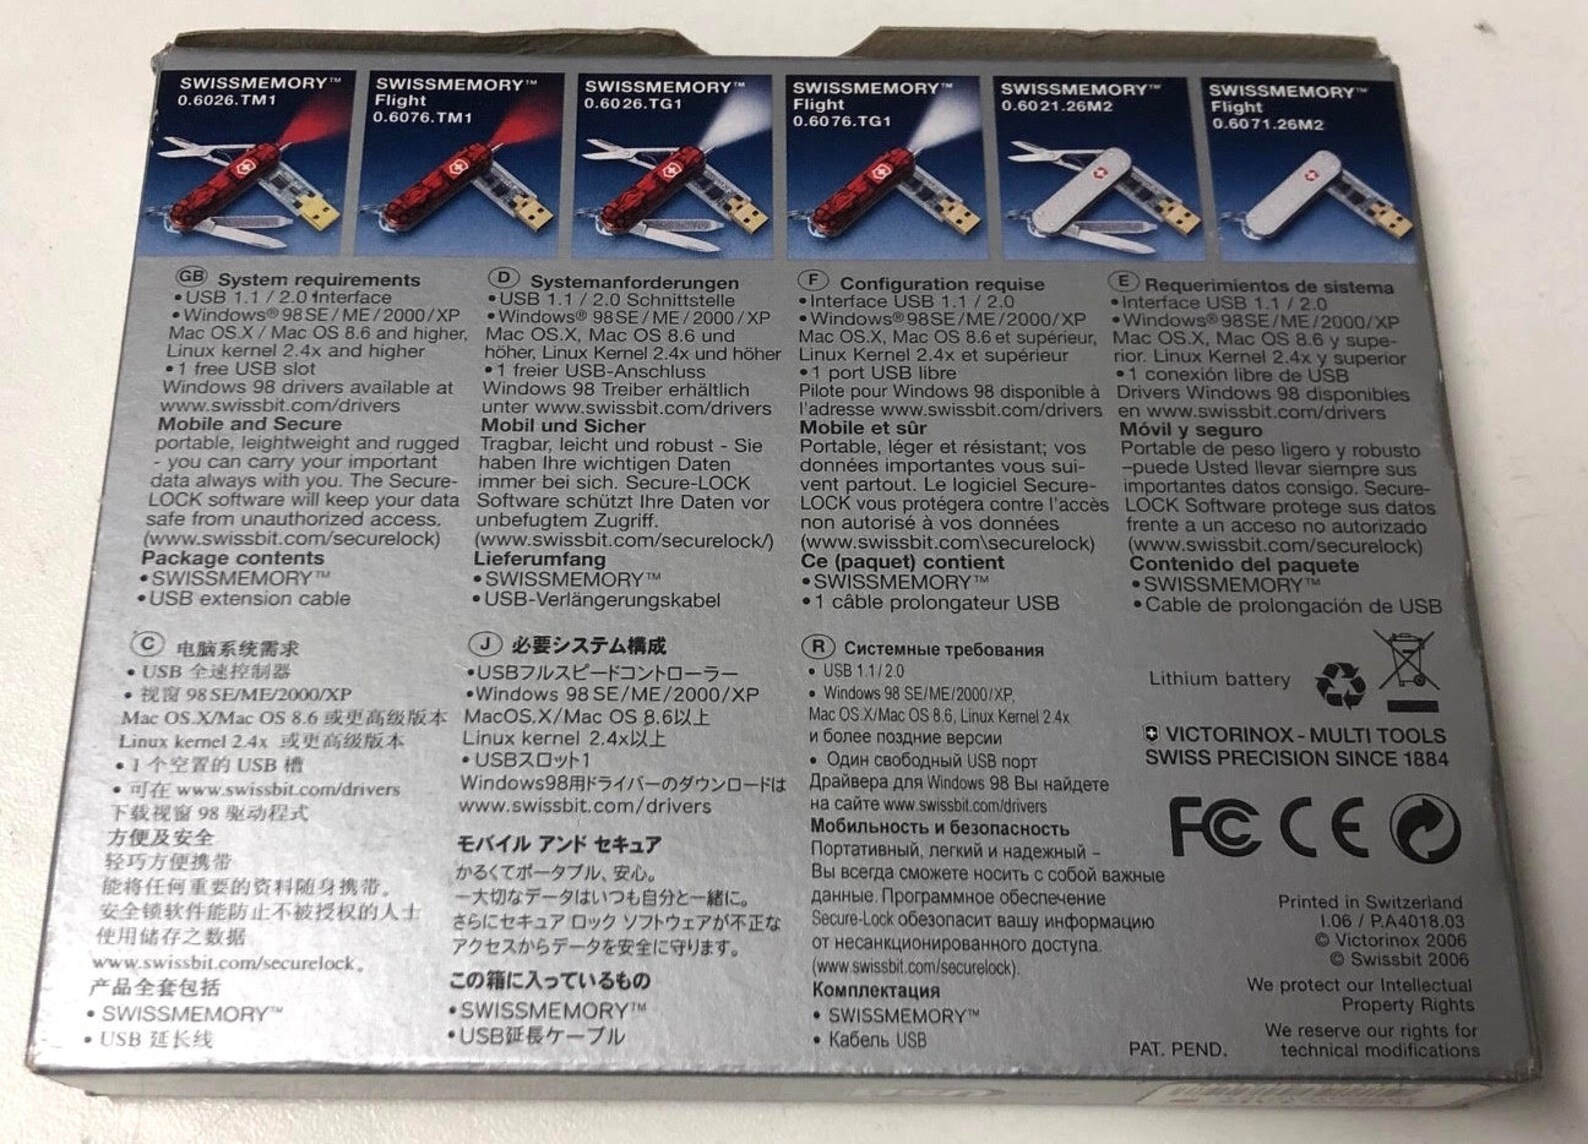 SWISSMEMORY™
0.6026.TM1
SWISSMEMORY™
Flight
0.6076.TM1
SWISSMEMORY™
0.6026.TG1
SWISSMEMORY™
Flight
0.6076.TG1
SWISSMEMORY™
0.6021.26M2
SWISSMEMORY™
Flight
0.6071.26M2
GB System requirements
• USB 1.1 / 2.0 Interface
• Windows® 98SE / ME / 2000 / XP
Mac OS.X / Mac OS 8.6 and higher,
Linux kernel 2.4x and higher
• 1 free USB slot
Windows 98 drivers available at
www.swissbit.com/drivers
Mobile and Secure
portable, leightweight and rugged
- you can carry your important
data always with you. The Secure-
LOCK software will keep your data
safe from unauthorized access.
(www.swissbit.com/securelock)
Package contents
• SWISSMEMORY™
• USB extension cable
D Systemanforderungen
• USB 1.1 / 2.0 Schnittstelle
• Windows® 98SE / ME / 2000 / XP
Mac OS.X, Mac OS 8.6 und
höher, Linux Kernel 2.4x und höher
• 1 freier USB-Anschluss
Windows 98 Treiber erhältlich
unter www.swissbit.com/drivers
Mobil und Sicher
Tragbar, leicht und robust - Sie
haben Ihre wichtigen Daten
immer bei sich. Secure-LOCK
Software schützt Ihre Daten vor
unbefugtem Zugriff.
(www.swissbit.com/securelock/)
Lieferumfang
• SWISSMEMORY™
• USB-Verlängerungskabel
F Configuration requise
• Interface USB 1.1 / 2.0
• Windows® 98SE / ME / 2000 / XP
Mac OS.X, Mac OS 8.6 et supérieur,
Linux Kernel 2.4x et supérieur
• 1 port USB libre
Pilote pour Windows 98 disponible à
l'adresse www.swissbit.com/drivers
Mobile et sûr
Portable, léger et résistant; vos
données importantes vous sui-
vent partout. Le logiciel Secure-
LOCK vous protégera contre l'accès
non autorisé à vos données
(www.swissbit.com\securelock)
Ce (paquet) contient
• SWISSMEMORY™
• 1 câble prolongateur USB
E Requerimientos de sistema
• Interface USB 1.1 / 2.0
• Windows® 98SE / ME / 2000 / XP
Mac OS.X, Mac OS 8.6 y supe-
rior. Linux Kernel 2.4x y superior
• 1 conexión libre de USB
Drivers Windows 98 disponibles
en www.swissbit.com/drivers
Móvil y seguro
Portable de peso ligero y robusto
–puede Usted llevar siempre sus
importantes datos consigo. Secure-
LOCK Software protege sus datos
frente a un acceso no autorizado
(www.swissbit.com/securelock)
Contenido del paquete
• SWISSMEMORY™
• Cable de prolongación de USB
C 电脑系统需求
• USB 全速控制器
• 视窗 98 SE/ME/2000/XP
Mac OS.X/Mac OS 8.6 或更高级版本
Linux kernel 2.4x 或更高级版本
• 1 个空置的 USB 槽
• 可在 www.swissbit.com/drivers
下载视窗 98 驱动程式
方便及安全
轻巧方便携带
能将任何重要的资料随身携带。
安全锁软件能防止不被授权的人士
使用储存之数据
www.swissbit.com/securelock。
产品全套包括
• SWISSMEMORY™
• USB 延长线
J 必要システム構成
•USBフルスピードコントローラー
•Windows 98 SE/ME/2000/XP
MacOS.X/Mac OS 8.6以上
Linux kernel 2.4x以上
•USBスロット1
Windows98用ドライバーのダウンロードは
www.swissbit.com/drivers
モバイル アンド セキュア
かるくてポータブル、安心。
一大切なデータはいつも自分と一緒に。
さらにセキュア ロック ソフトウェアが不正な
アクセスからデータを安全に守ります。
この箱に入っているもの
•SWISSMEMORY™
•USB延長ケーブル
R Системные требования
• USB 1.1/2.0
• Windows 98 SE/ME/2000/XP,
Mac OS.X/Mac OS 8.6, Linux Kernel 2.4x
и более поздние версии
• Один свободный USB порт
Драйвера для Windows 98 Вы найдете
на сайте www.swissbit.com/drivers
Мобильность и безопасность
Портативный, легкий и надежный –
Вы всегда сможете носить с собой важные
данные. Программное обеспечение
Secure-Lock обезопасит вашу информацию
от несанкционированного доступа.
(www.swissbit.com/securelock).
Комплектация
• SWISSMEMORY™
• Кабель USB
Lithium battery
VICTORINOX - MULTI TOOLS
SWISS PRECISION SINCE 1884
FC CE
Printed in Switzerland
I.06 / P.A4018.03
© Victorinox 2006
© Swissbit 2006
We protect our Intellectual
Property Rights
We reserve our rights for
technical modifications
PAT. PEND.